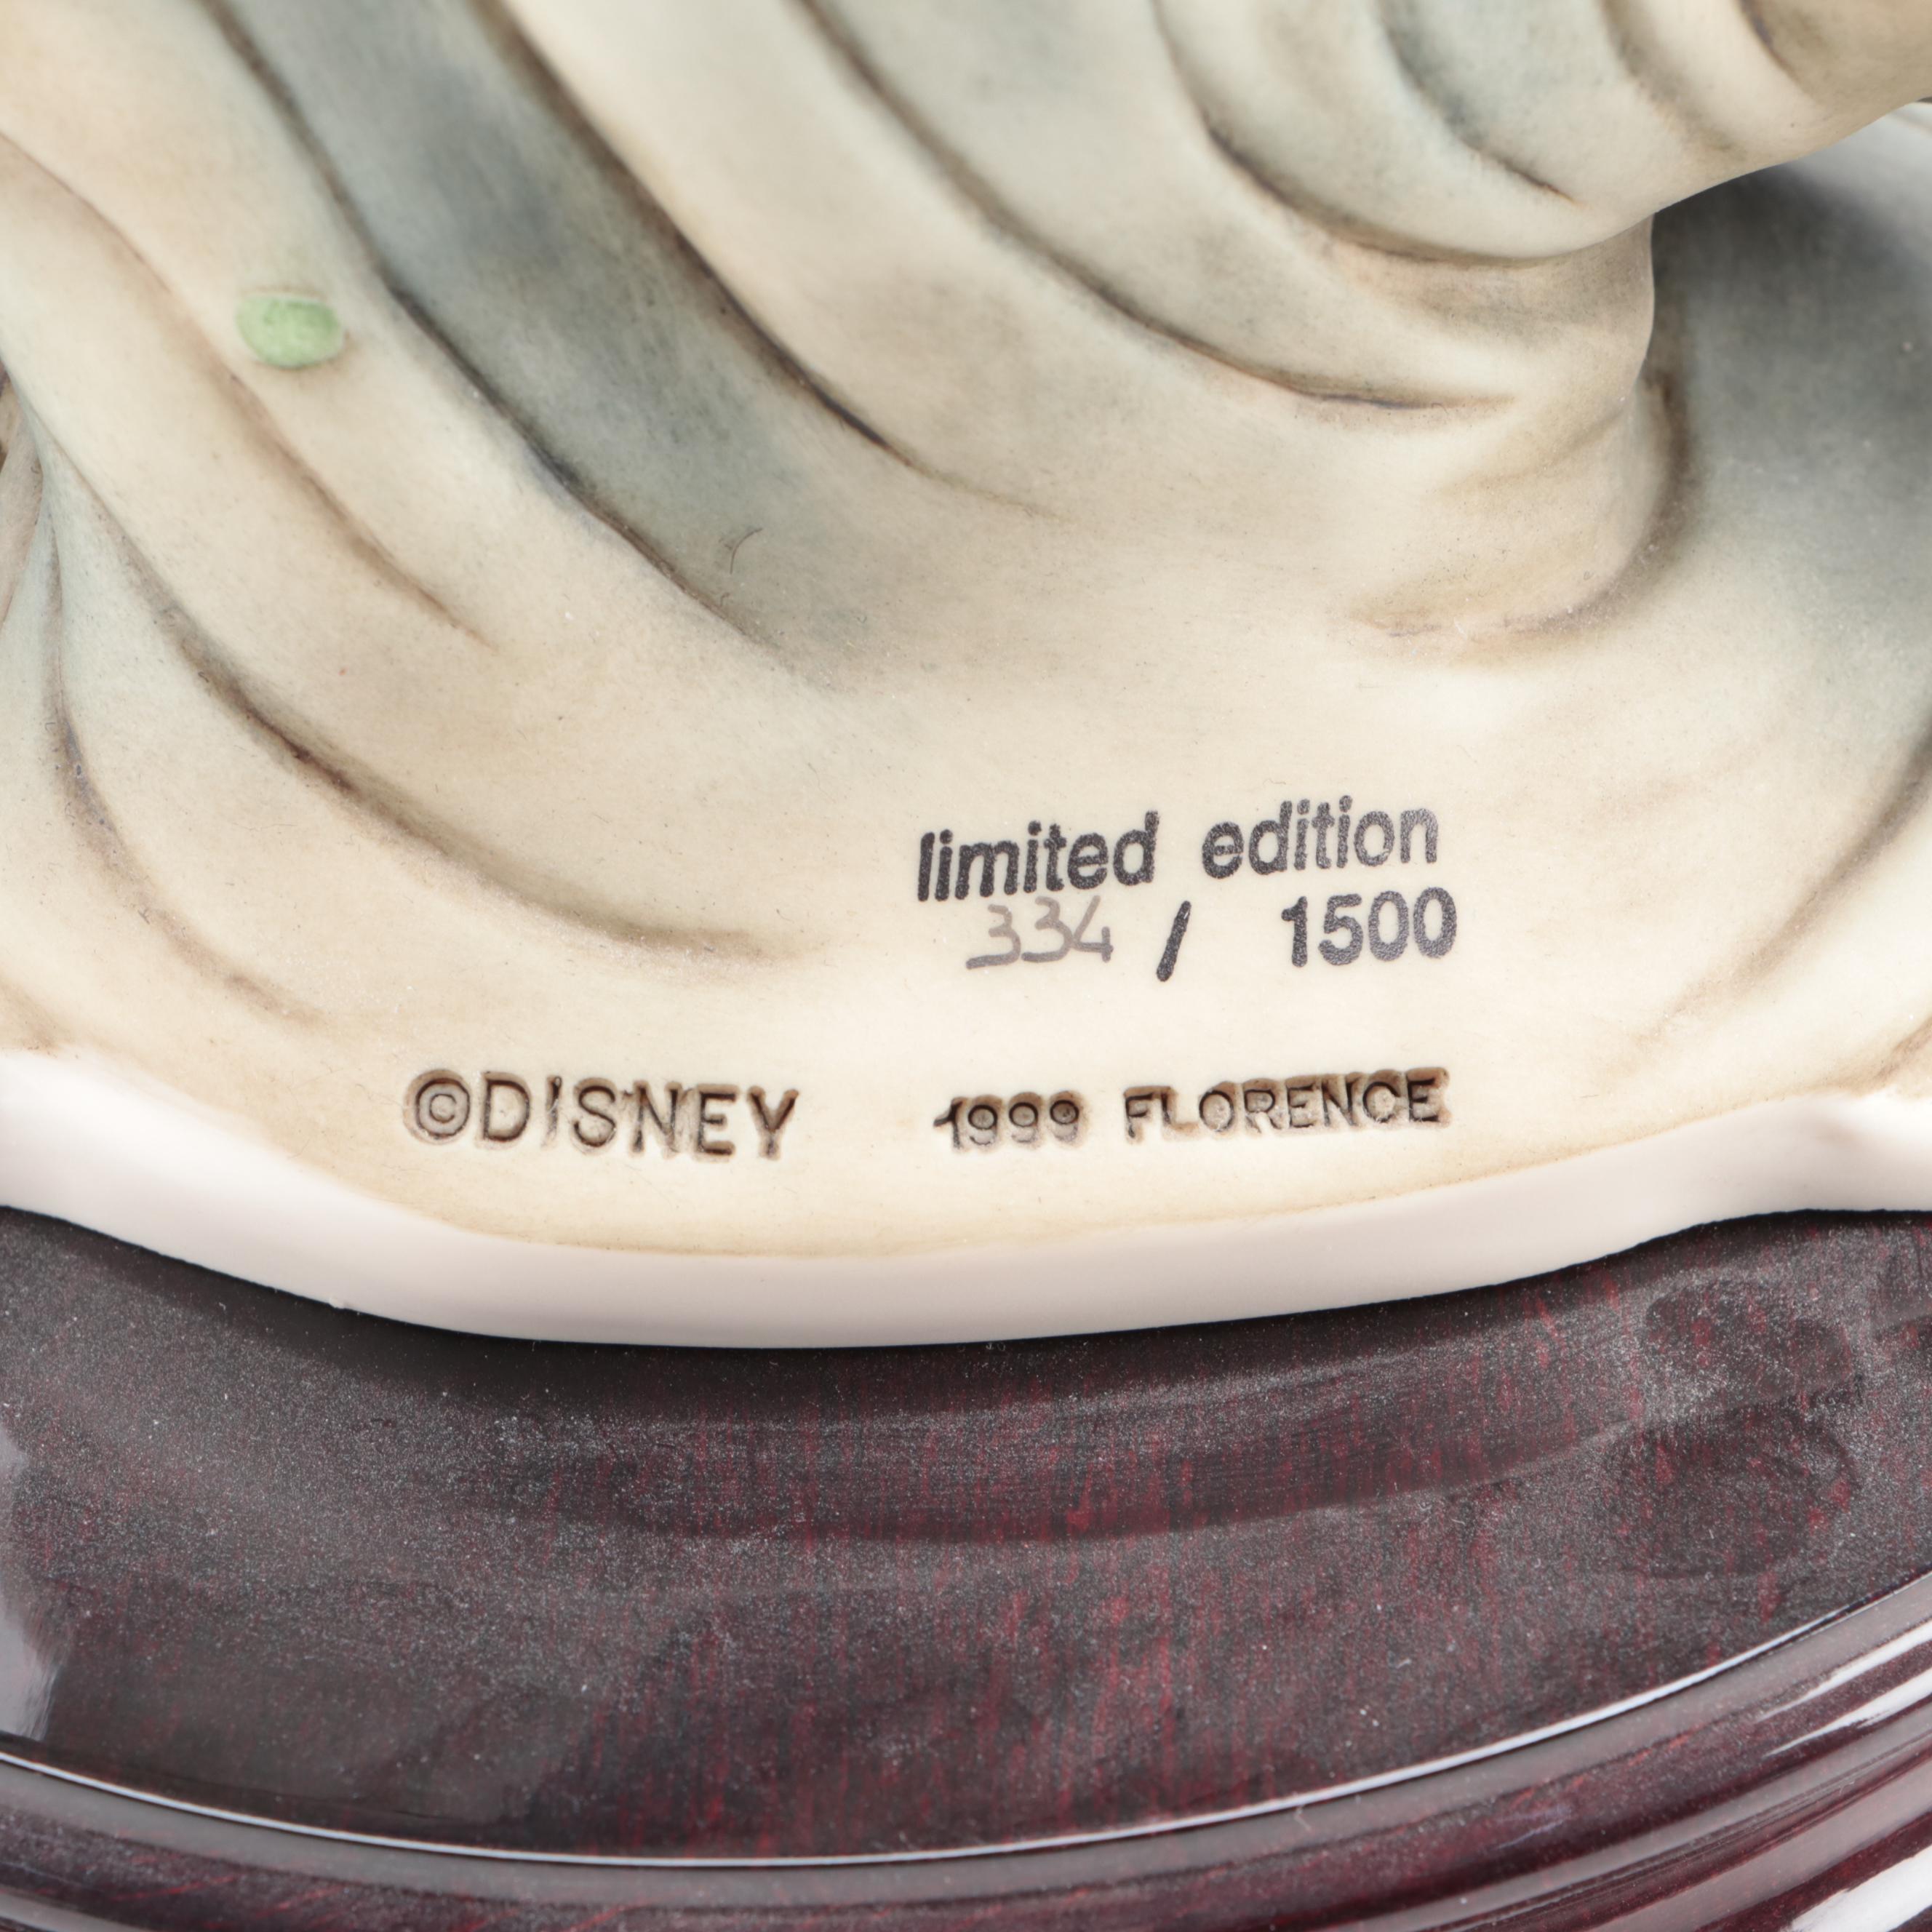 limited edition
334 / 1500
©DISNEY 1999 FLORENCE